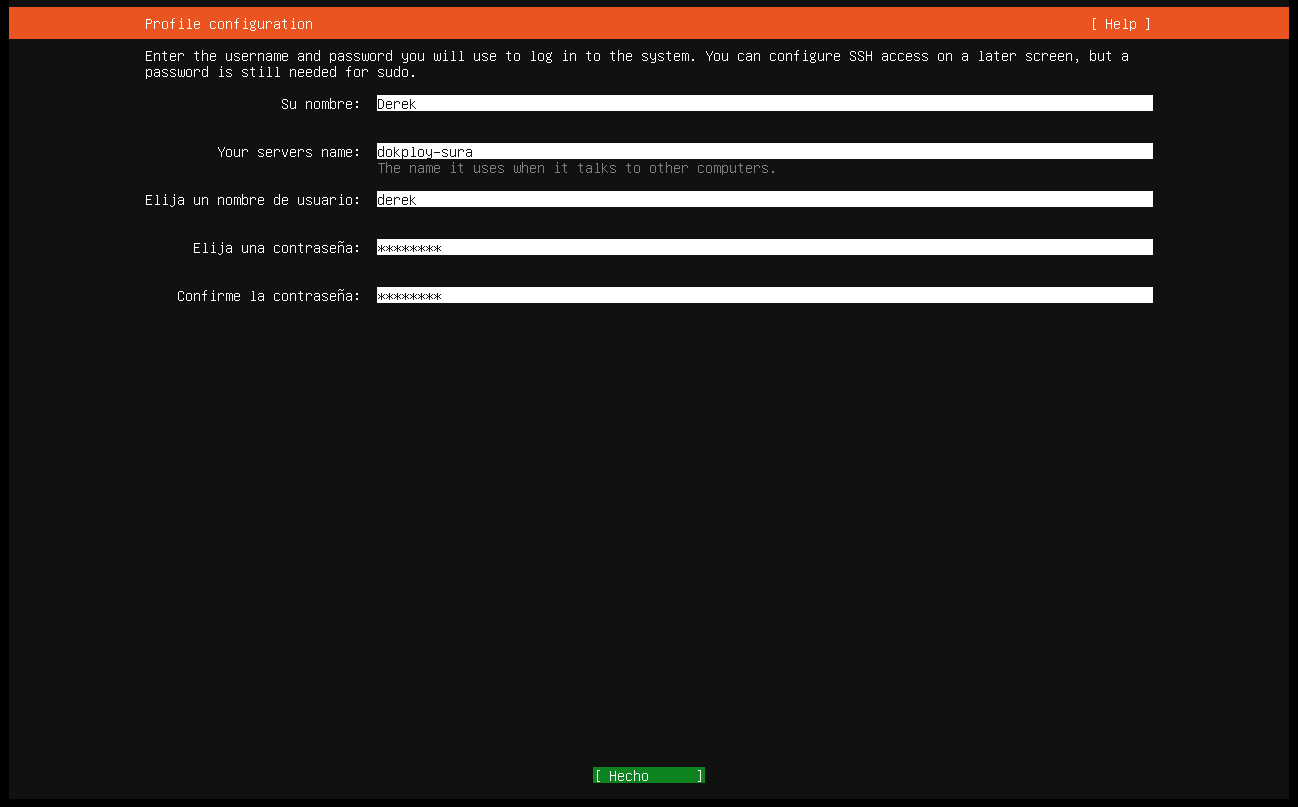 Profile configuration [ Help ]
Enter the username and password you will use to log in to the system. You can configure SSH access on a later screen, but a
password is still needed for sudo.
Su nombre: Derek
Your servers name: dokploy-sura
The name it uses when it talks to other computers.
Elija un nombre de usuario: derek
Elija una contraseña: ********
Confirme la contraseña: ********
[ Hecho ]